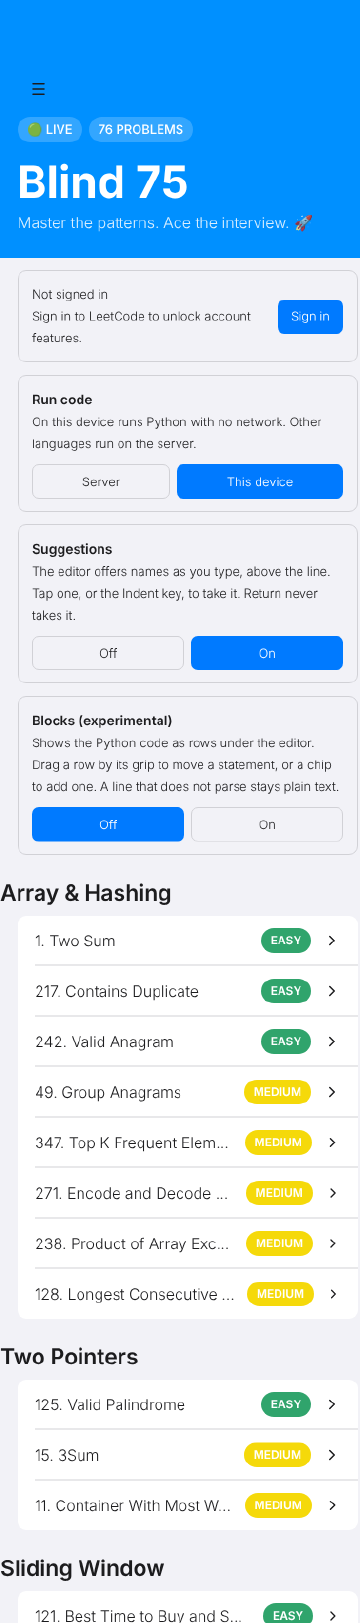 ☰
🟢 LIVE 76 PROBLEMS
Blind 75
Master the patterns. Ace the interview. 🚀
Not signed in
Sign in to LeetCode to unlock account
features.
Sign in
Run code
On this device runs Python with no network. Other
languages run on the server.
Server This device
Suggestions
The editor offers names as you type, above the line.
Tap one, or the Indent key, to take it. Return never
takes it.
Off On
Blocks (experimental)
Shows the Python code as rows under the editor.
Drag a row by its grip to move a statement, or a chip
to add one. A line that does not parse stays plain text.
Off On
Array & Hashing
1. Two Sum EASY
217. Contains Duplicate EASY
242. Valid Anagram EASY
49. Group Anagrams MEDIUM
347. Top K Frequent Elem... MEDIUM
271. Encode and Decode ... MEDIUM
238. Product of Array Exc... MEDIUM
128. Longest Consecutive ... MEDIUM
Two Pointers
125. Valid Palindrome EASY
15. 3Sum MEDIUM
11. Container With Most W... MEDIUM
Sliding Window
121. Best Time to Buy and S... EASY